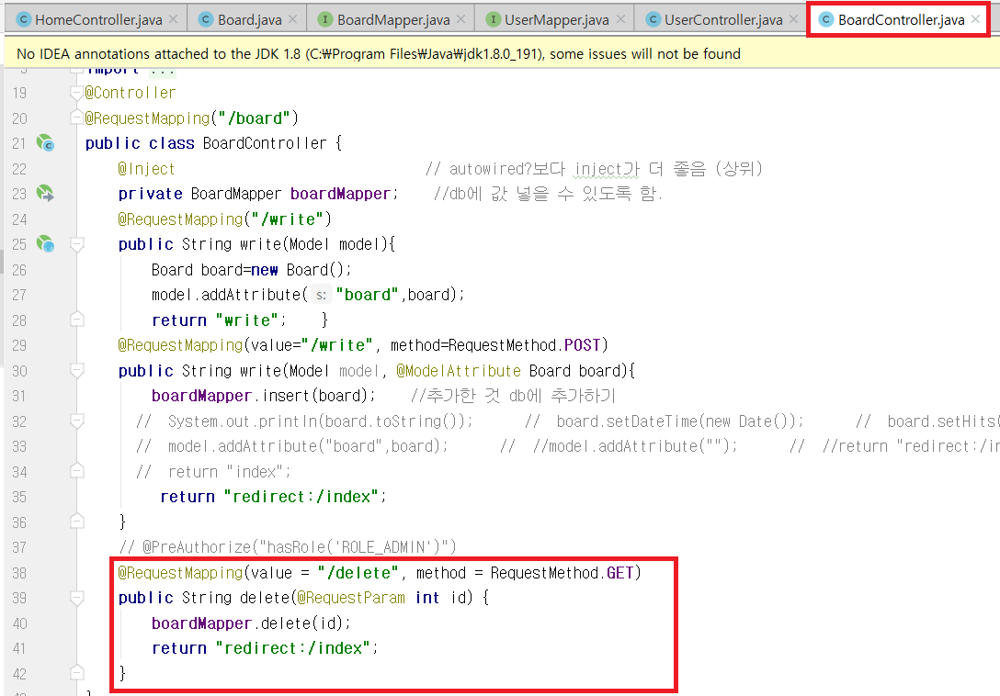 HomeController.java Board.java BoardMapper.java UserMapper.java UserController.java BoardController.java
No IDEA annotations attached to the JDK 1.8 (C:₩Program Files₩Java₩jdk1.8.0_191), some issues will not be found
import ...
19 @Controller
20 @RequestMapping("/board")
21 public class BoardController {
22 @Inject // autowired?보다 inject가 더 좋음 (상위)
23 private BoardMapper boardMapper; //db에 값 넣을 수 있도록 함.
24 @RequestMapping("/write")
25 public String write(Model model){
26 Board board=new Board();
27 model.addAttribute( s: "board",board);
28 return "write"; }
29 @RequestMapping(value="/write", method=RequestMethod.POST)
30 public String write(Model model, @ModelAttribute Board board){
31 boardMapper.insert(board); //추가한 것 db에 추가하기
32 // System.out.println(board.toString()); // board.setDateTime(new Date()); // board.setHits(
33 // model.addAttribute("board",board); // //model.addAttribute(""); // //return "redirect:/in
34 // return "index";
35 return "redirect:/index";
36 }
37 // @PreAuthorize("hasRole('ROLE_ADMIN')")
38 @RequestMapping(value = "/delete", method = RequestMethod.GET)
39 public String delete(@RequestParam int id) {
40 boardMapper.delete(id);
41 return "redirect:/index";
42 }